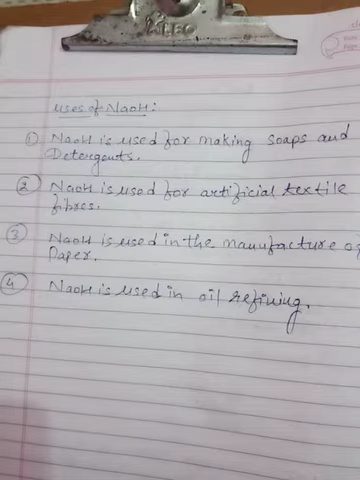 ALEO
Uses of NaOH:
① NaOH is used for making soaps and
Detergents.
② NaOH is used for artificial textile
fibres.
③ NaOH is used in the manufacture of
Paper.
④ NaOH is used in oil refining.